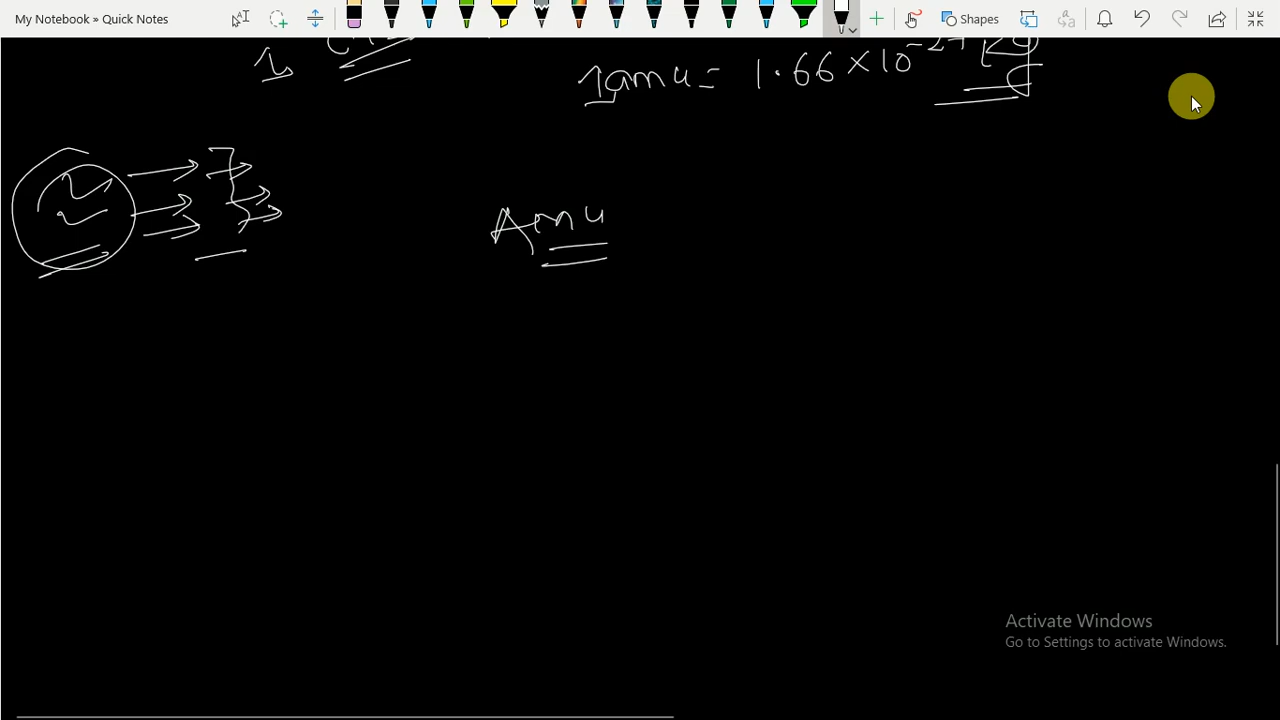 My Notebook » Quick Notes
Shapes
1amu = 1.66 × 10⁻²⁷ kg
Amu
Activate Windows
Go to Settings to activate Windows.